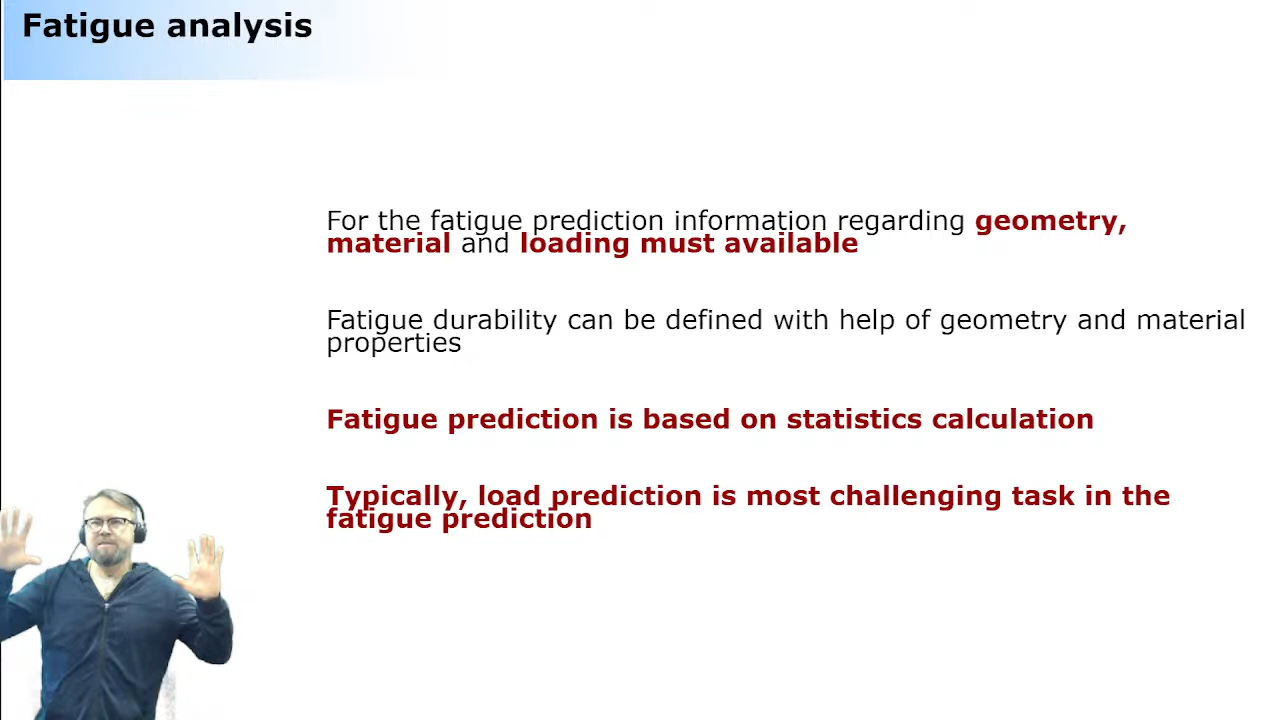 Fatigue analysis
For the fatigue prediction information regarding geometry,
material and loading must available
Fatigue durability can be defined with help of geometry and material
properties
Fatigue prediction is based on statistics calculation
Typically, load prediction is most challenging task in the
fatigue prediction